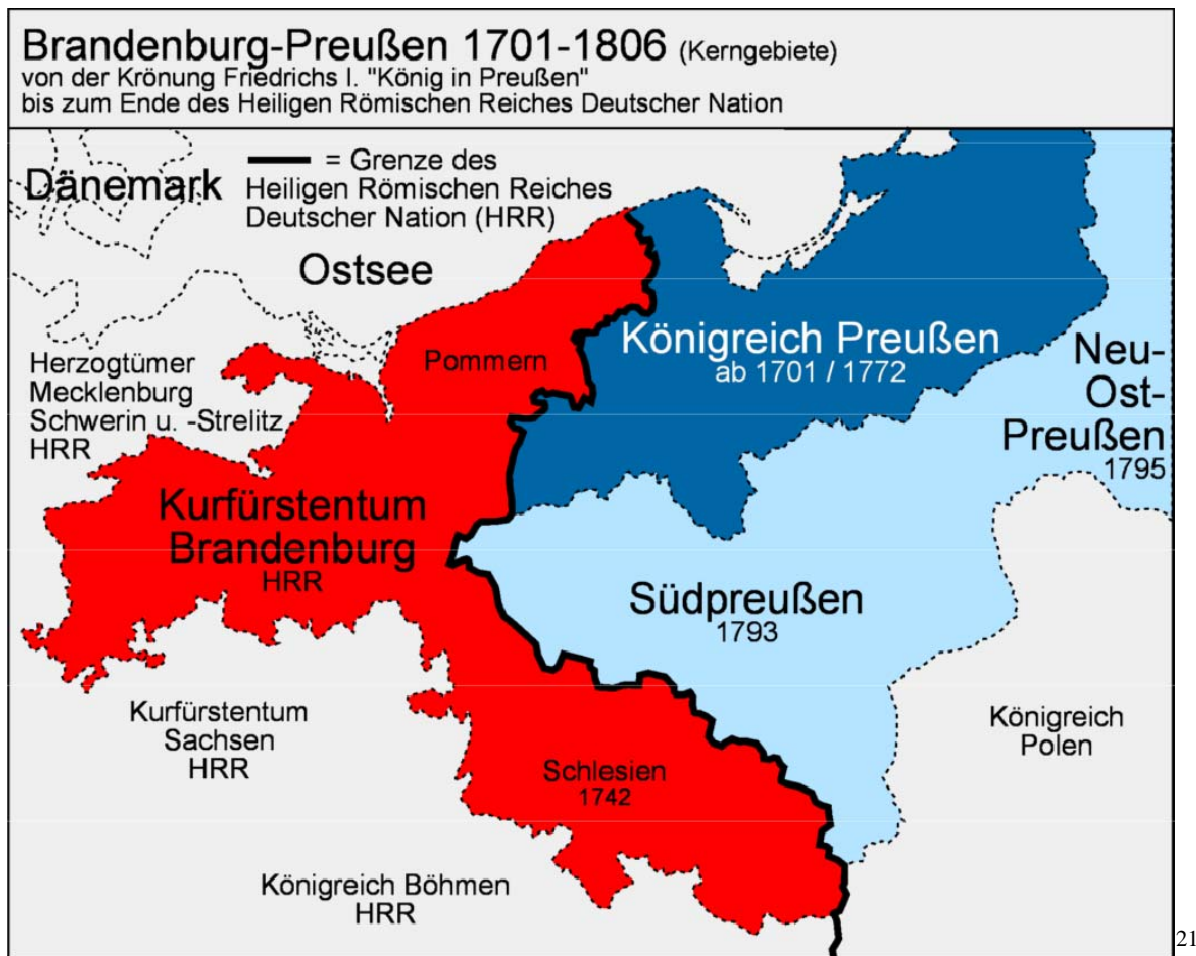 Brandenburg-Preußen 1701-1806 (Kerngebiete)
von der Krönung Friedrichs I. "König in Preußen"
bis zum Ende des Heiligen Römischen Reiches Deutscher Nation
Dänemark
= Grenze des
Heiligen Römischen Reiches
Deutscher Nation (HRR)
Ostsee
Herzogtümer
Mecklenburg
Schwerin u. -Strelitz
HRR
Pommern
Königreich Preußen
ab 1701 / 1772
Neu-
Ost-
Preußen
1795
Kurfürstentum
Brandenburg
HRR
Südpreußen
1793
Kurfürstentum
Sachsen
HRR
Schlesien
1742
Königreich
Polen
Königreich Böhmen
HRR
21